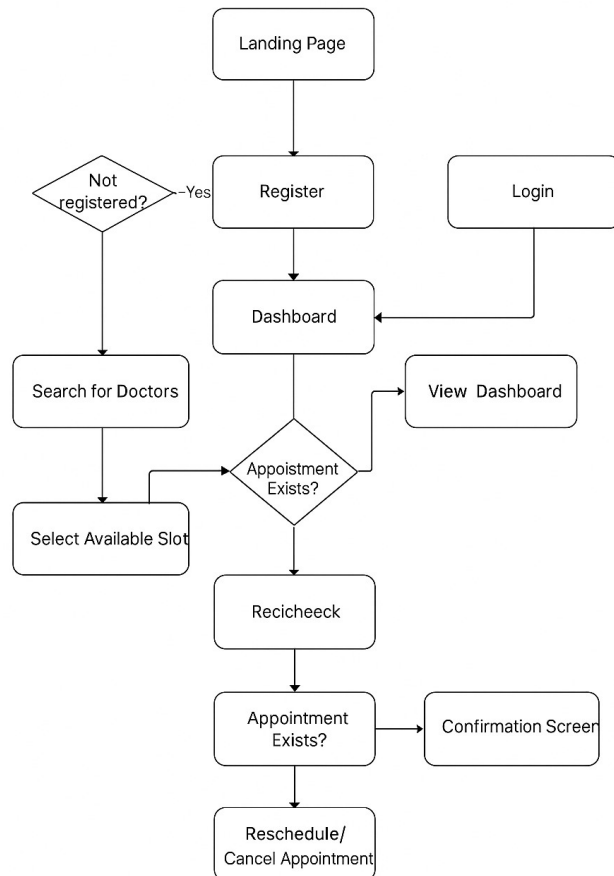 Landing Page
Not
registered?
–Yes
Register
Login
Dashboard
Search for Doctors
View Dashboard
Appoistment
Exists?
Select Available Slot
Recicheeck
Appointment
Exists?
Confirmation Screen
Reschedule/
Cancel Appointment